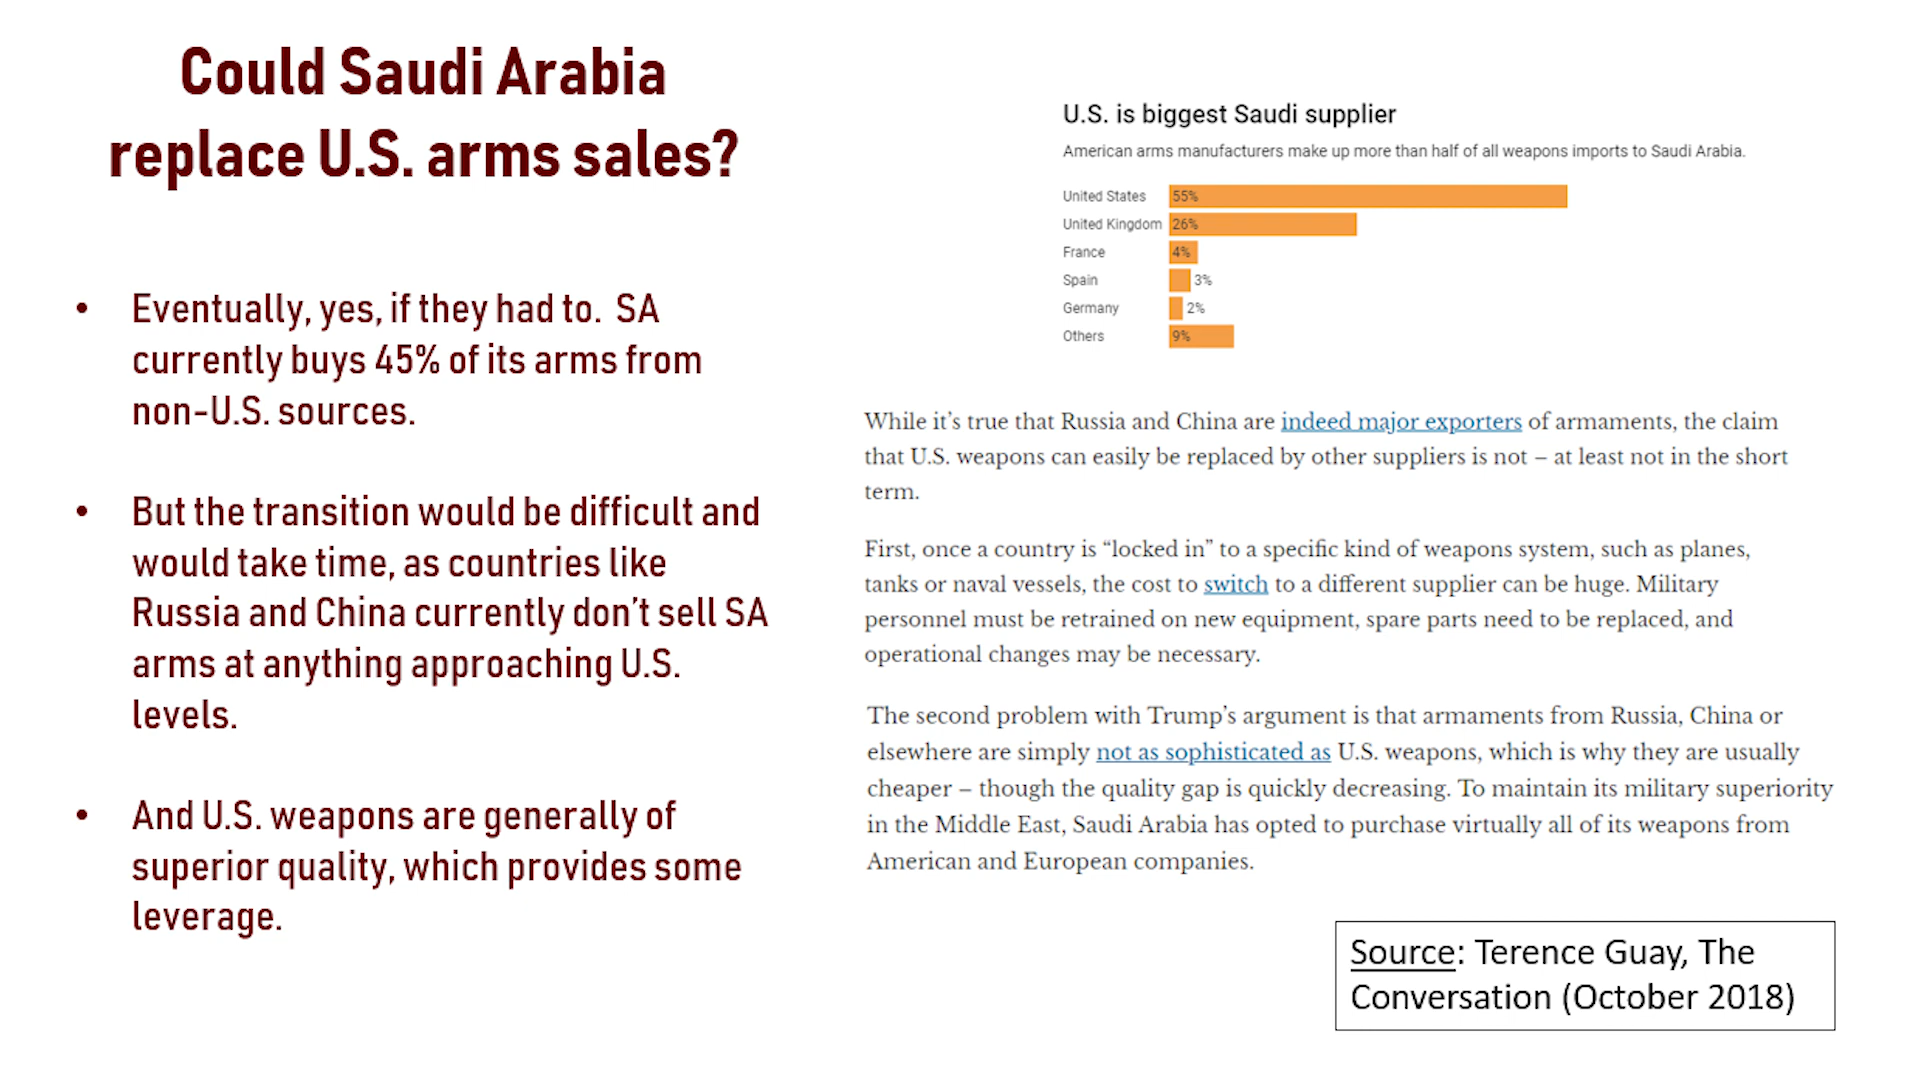 Could Saudi Arabia
replace U.S. arms sales?
• Eventually, yes, if they had to. SA
currently buys 45% of its arms from
non-U.S. sources.
• But the transition would be difficult and
would take time, as countries like
Russia and China currently don't sell SA
arms at anything approaching U.S.
levels.
• And U.S. weapons are generally of
superior quality, which provides some
leverage.
U.S. is biggest Saudi supplier
American arms manufacturers make up more than half of all weapons imports to Saudi Arabia.
United States 55%
United Kingdom 26%
France 4%
Spain 3%
Germany 2%
Others 9%
While it's true that Russia and China are indeed major exporters of armaments, the claim
that U.S. weapons can easily be replaced by other suppliers is not – at least not in the short
term.
First, once a country is “locked in” to a specific kind of weapons system, such as planes,
tanks or naval vessels, the cost to switch to a different supplier can be huge. Military
personnel must be retrained on new equipment, spare parts need to be replaced, and
operational changes may be necessary.
The second problem with Trump's argument is that armaments from Russia, China or
elsewhere are simply not as sophisticated as U.S. weapons, which is why they are usually
cheaper – though the quality gap is quickly decreasing. To maintain its military superiority
in the Middle East, Saudi Arabia has opted to purchase virtually all of its weapons from
American and European companies.
Source: Terence Guay, The
Conversation (October 2018)